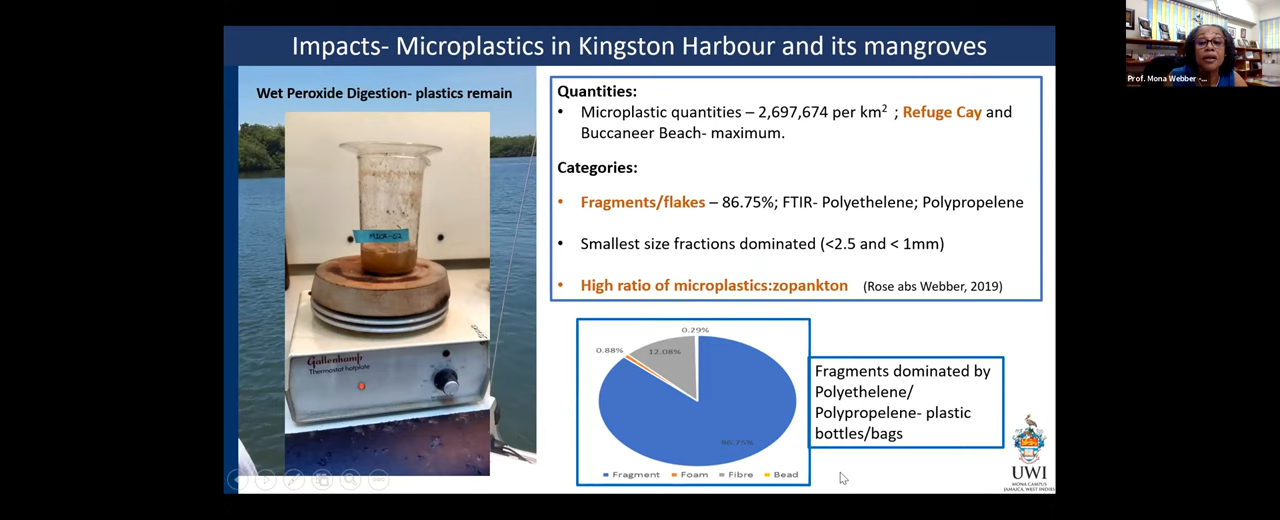 Impacts- Microplastics in Kingston Harbour and its mangroves
Wet Peroxide Digestion- plastics remain
Gallenkamp
Thermostat hotplate
Quantities:
• Microplastic quantities – 2,697,674 per km2 ; Refuge Cay and
Buccaneer Beach- maximum.
Categories:
• Fragments/flakes – 86.75%; FTIR- Polyethelene; Polypropelene
• Smallest size fractions dominated (<2.5 and < 1mm)
• High ratio of microplastics:zopankton (Rose abs Webber, 2019)
0.29%
0.88%
12.08%
86.75%
Fragment Foam Fibre Bead
Fragments dominated by
Polyethelene/
Polypropelene- plastic
bottles/bags
UWI
MONA CAMPUS
JAMAICA, WEST INDIES
Prof. Mona Webber -...